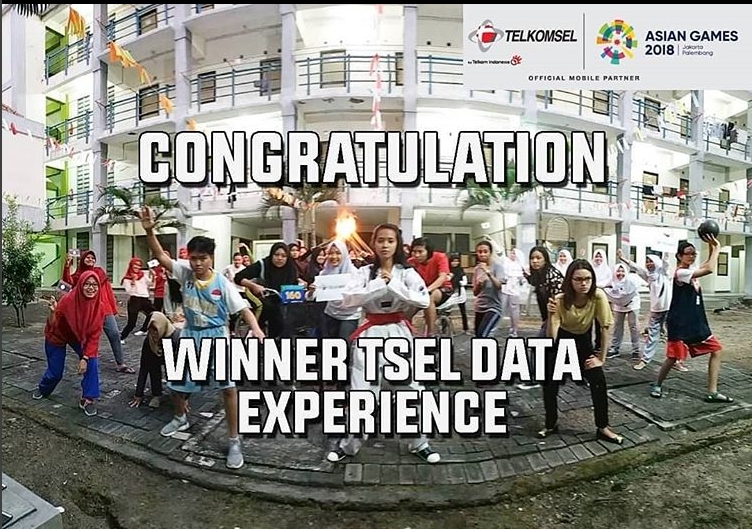 TELKOMSEL
by Telkom Indonesia
ASIAN GAMES
2018
Jakarta
Palembang
OFFICIAL MOBILE PARTNER
CONGRATULATION
160
WINNER TSEL DATA
EXPERIENCE